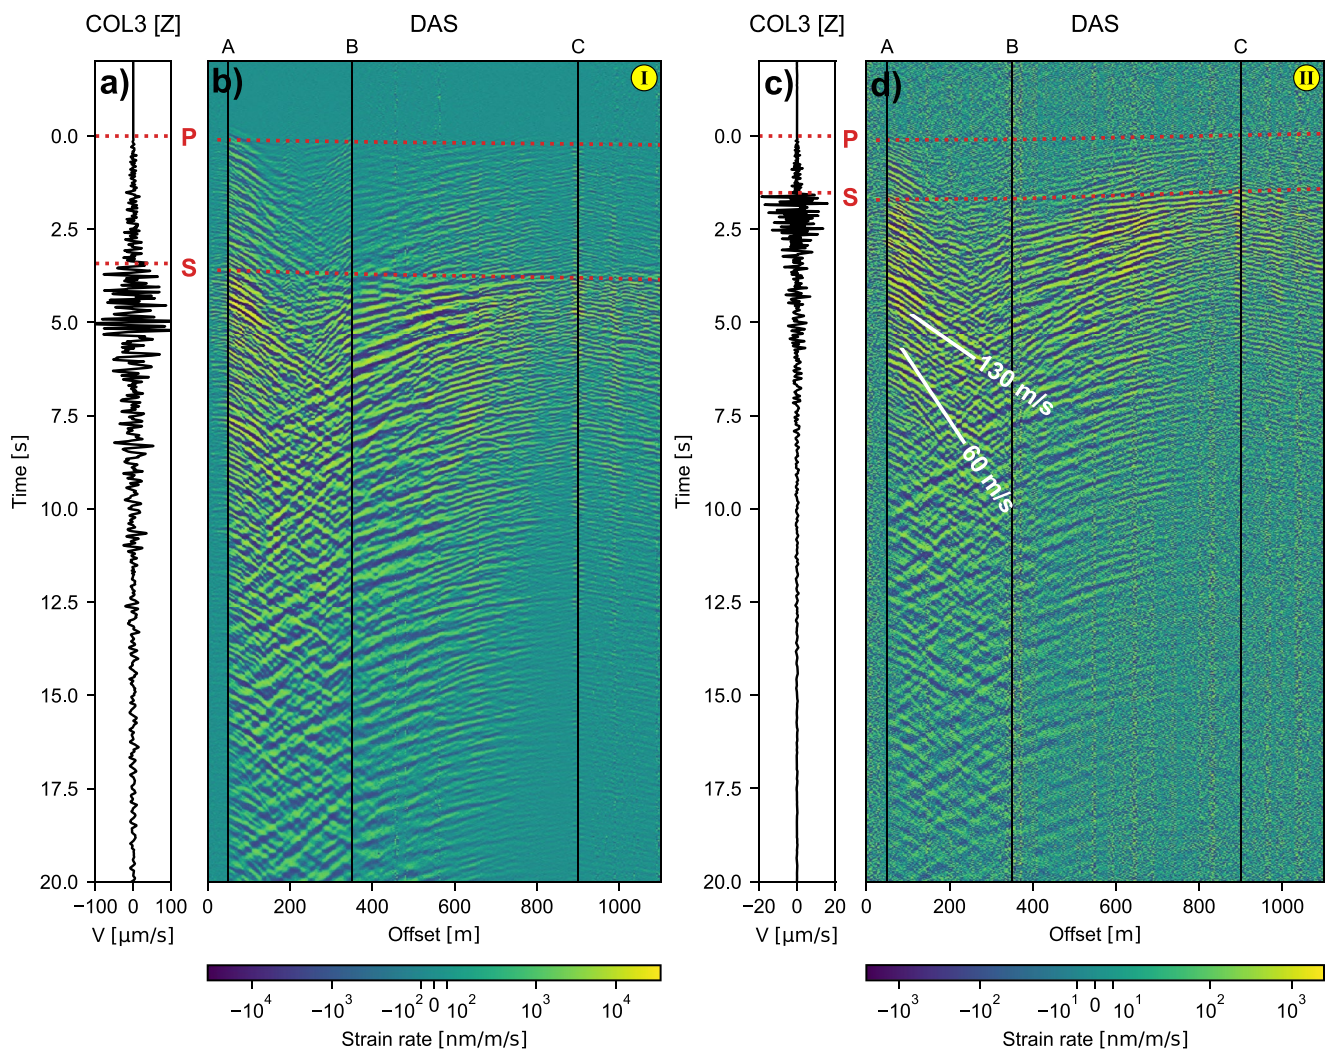 COL3 [Z]
DAS
COL3 [Z]
DAS
A
B
C
A
B
C
a)
b)
I
c)
d)
II
0.0
P
0.0
P
S
S
2.5
2.5
5.0
5.0
130 m/s
7.5
7.5
60 m/s
10.0
10.0
12.5
12.5
15.0
15.0
17.5
17.5
20.0
20.0
Time [s]
Time [s]
−100 0 100
0 200 400 600 800 1000
−20 0 20
0 200 400 600 800 1000
V [μm/s]
Offset [m]
V [μm/s]
Offset [m]
−10⁴ −10³ −10² 0 10² 10³ 10⁴
−10³ −10² −10¹ 0 10¹ 10² 10³
Strain rate [nm/m/s]
Strain rate [nm/m/s]